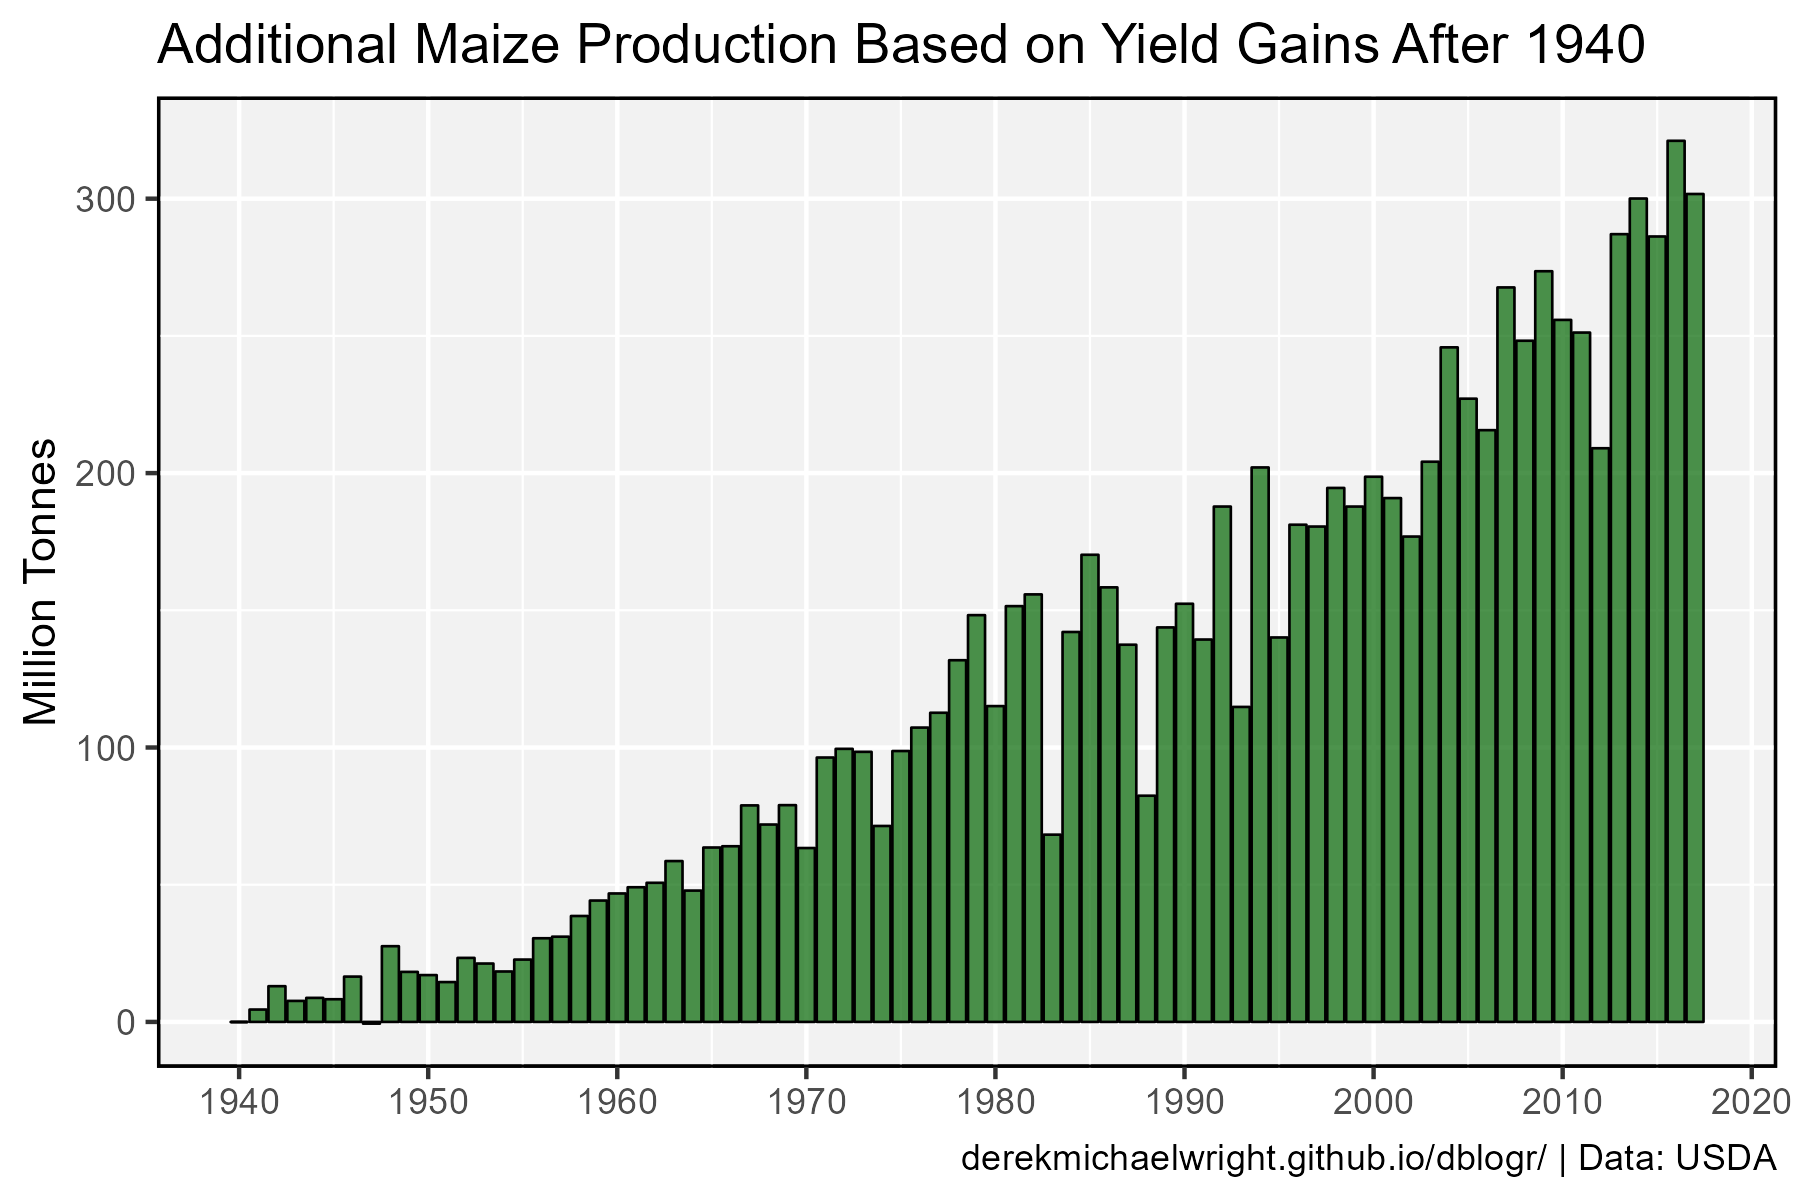 Additional Maize Production Based on Yield Gains After 1940
Million Tonnes
300
200
100
0
1940 1950 1960 1970 1980 1990 2000 2010 2020
derekmichaelwright.github.io/dblogr/ | Data: USDA